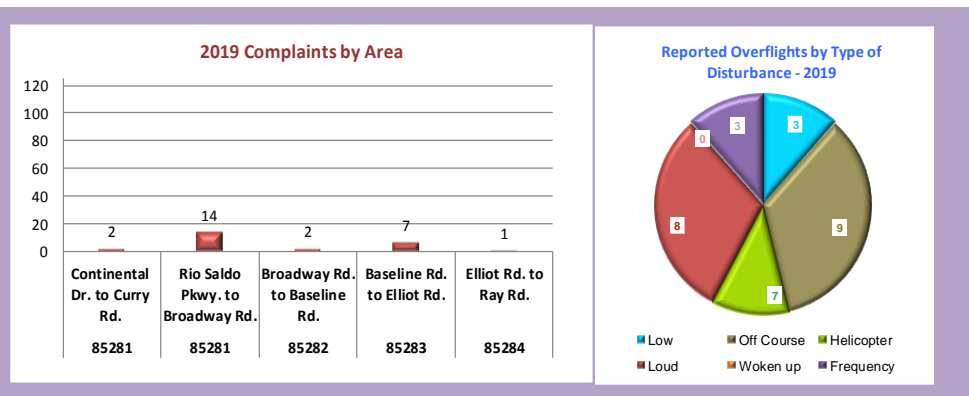 2019 Complaints by Area
120
100
80
60
40
20
0
2
14
2
7
1
Continental
Dr. to Curry
Rd.
Rio Saldo
Pkwy. to
Broadway Rd.
Broadway Rd.
to Baseline
Rd.
Baseline Rd.
to Elliot Rd.
Elliot Rd. to
Ray Rd.
85281
85281
85282
85283
85284
Reported Overflights by Type of
Disturbance - 2019
3
9
7
8
0
3
Low
Off Course
Helicopter
Loud
Woken up
Frequency